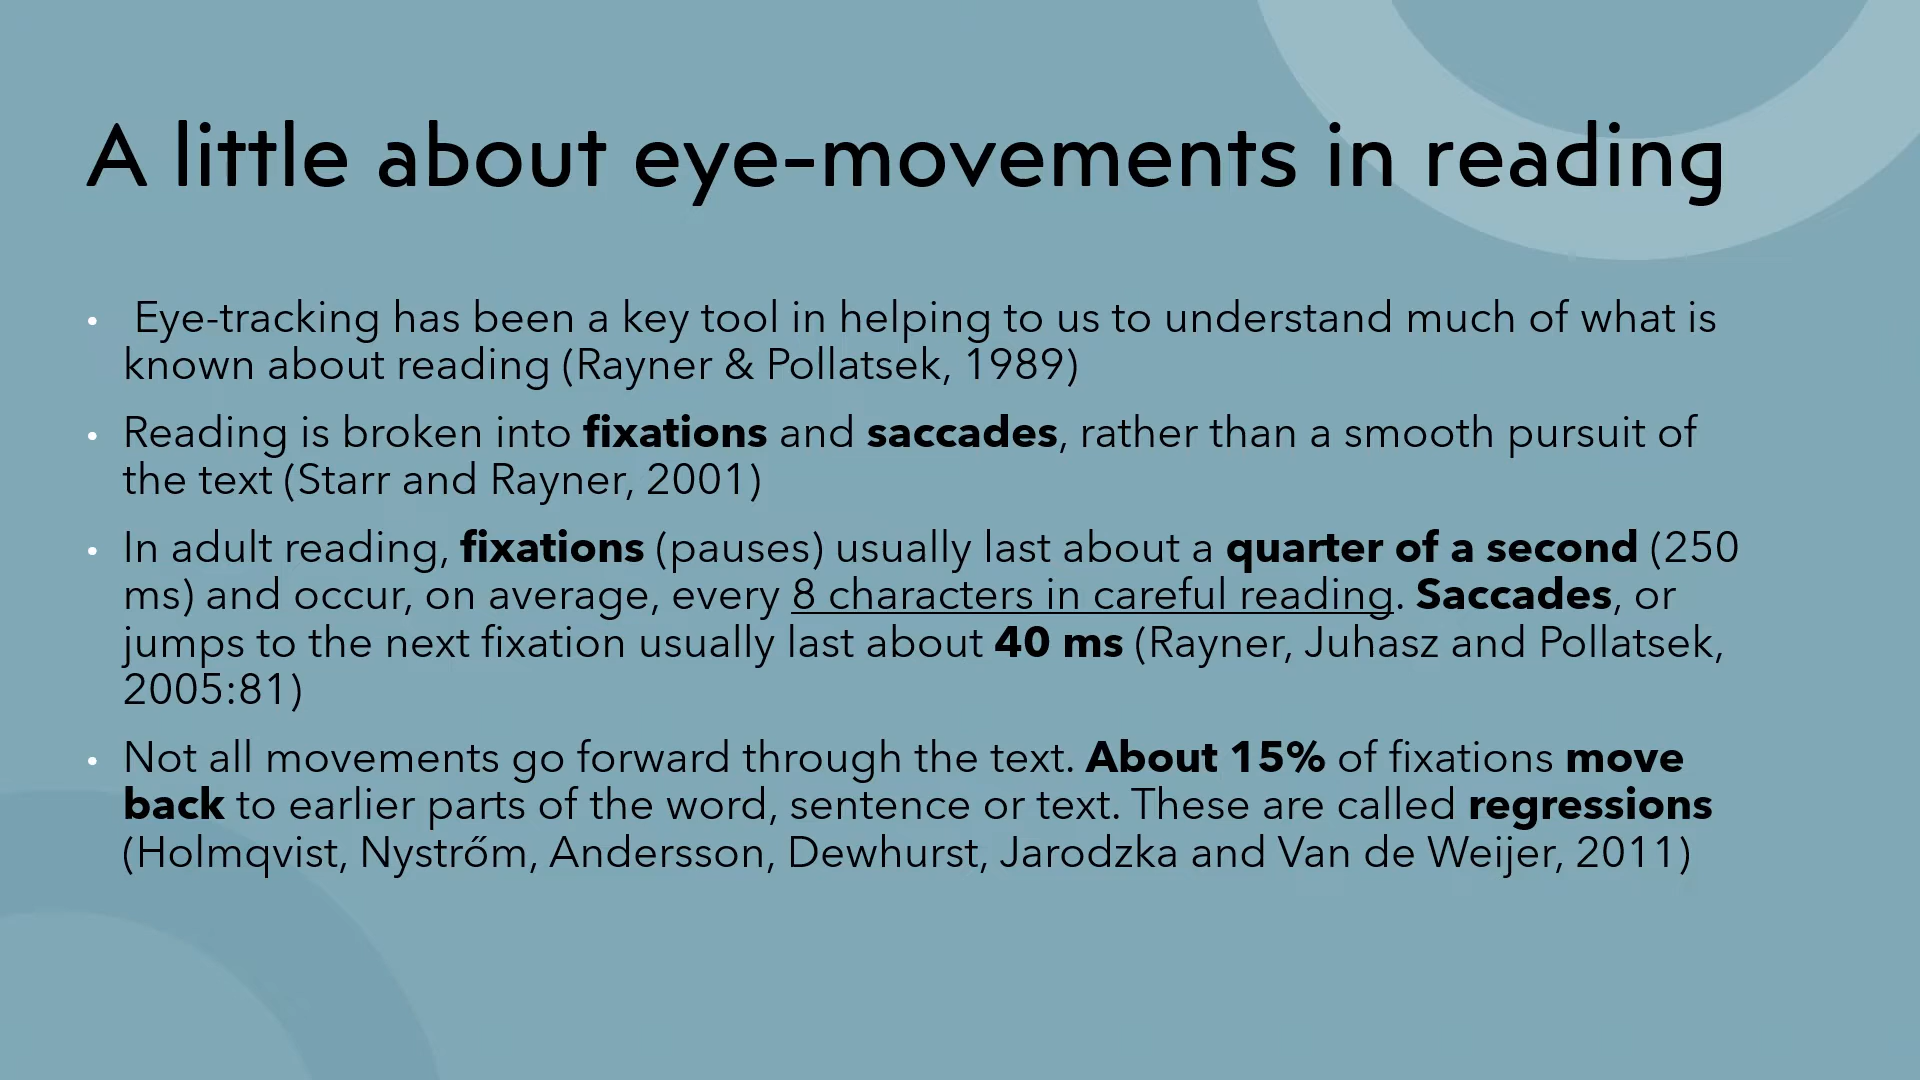 A little about eye-movements in reading
• Eye-tracking has been a key tool in helping to us to understand much of what is
known about reading (Rayner & Pollatsek, 1989)
• Reading is broken into fixations and saccades, rather than a smooth pursuit of
the text (Starr and Rayner, 2001)
• In adult reading, fixations (pauses) usually last about a quarter of a second (250
ms) and occur, on average, every 8 characters in careful reading. Saccades, or
jumps to the next fixation usually last about 40 ms (Rayner, Juhasz and Pollatsek,
2005:81)
• Not all movements go forward through the text. About 15% of fixations move
back to earlier parts of the word, sentence or text. These are called regressions
(Holmqvist, Nystrőm, Andersson, Dewhurst, Jarodzka and Van de Weijer, 2011)